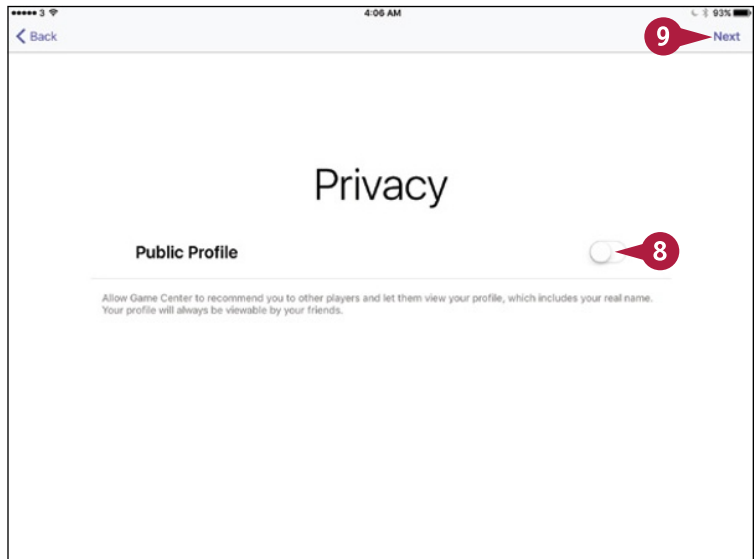 3 4:06 AM 93%
Back 9 Next
Privacy
Public Profile 8
Allow Game Center to recommend you to other players and let them view your profile, which includes your real name.
Your profile will always be viewable by your friends.